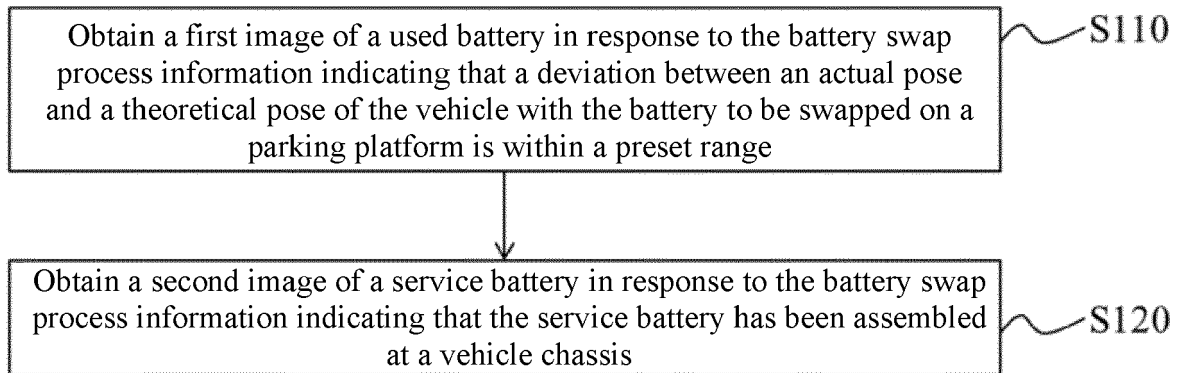 Obtain a first image of a used battery in response to the battery swap
process information indicating that a deviation between an actual pose
and a theoretical pose of the vehicle with the battery to be swapped on a
parking platform is within a preset range
S110
Obtain a second image of a service battery in response to the battery swap
process information indicating that the service battery has been assembled
at a vehicle chassis
S120